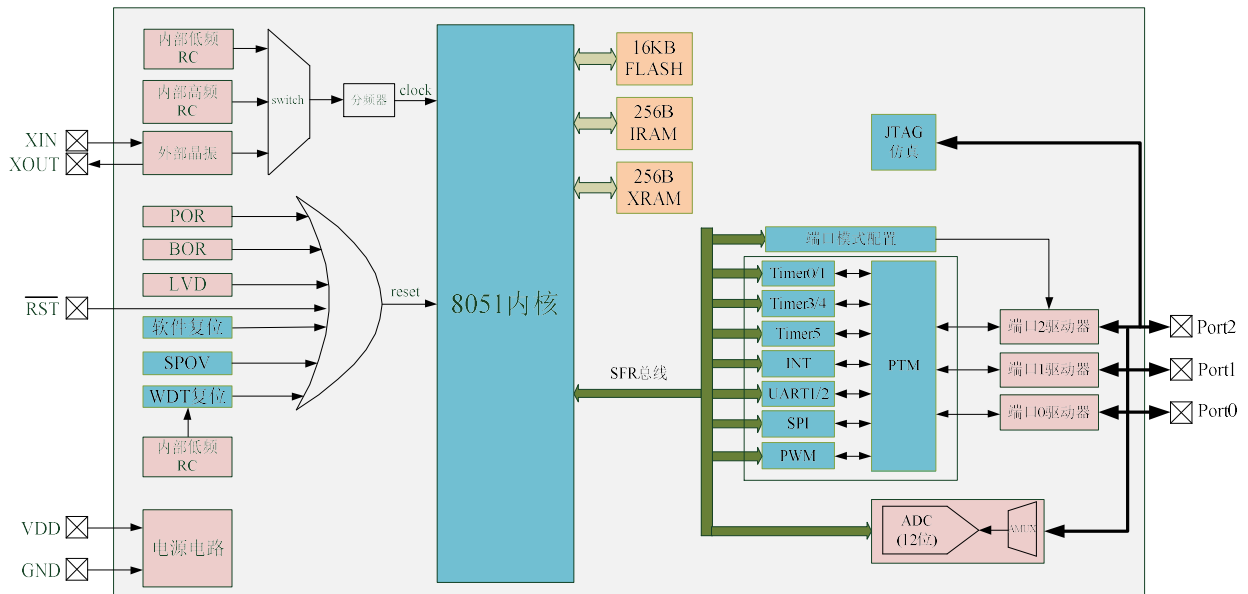 内部低频
RC
内部高频
RC
外部晶振
XIN
XOUT
switch
分频器
clock
POR
BOR
LVD
RST
软件复位
SPOV
WDT复位
内部低频
RC
reset
VDD
GND
电源电路
8051内核
16KB
FLASH
256B
IRAM
256B
XRAM
SFR总线
JTAG
仿真
端口模式配置
Timer0/1
Timer3/4
Timer5
INT
UART1/2
SPI
PWM
PTM
端口2驱动器
端口1驱动器
端口0驱动器
Port2
Port1
Port0
ADC
(12位)
AMUX